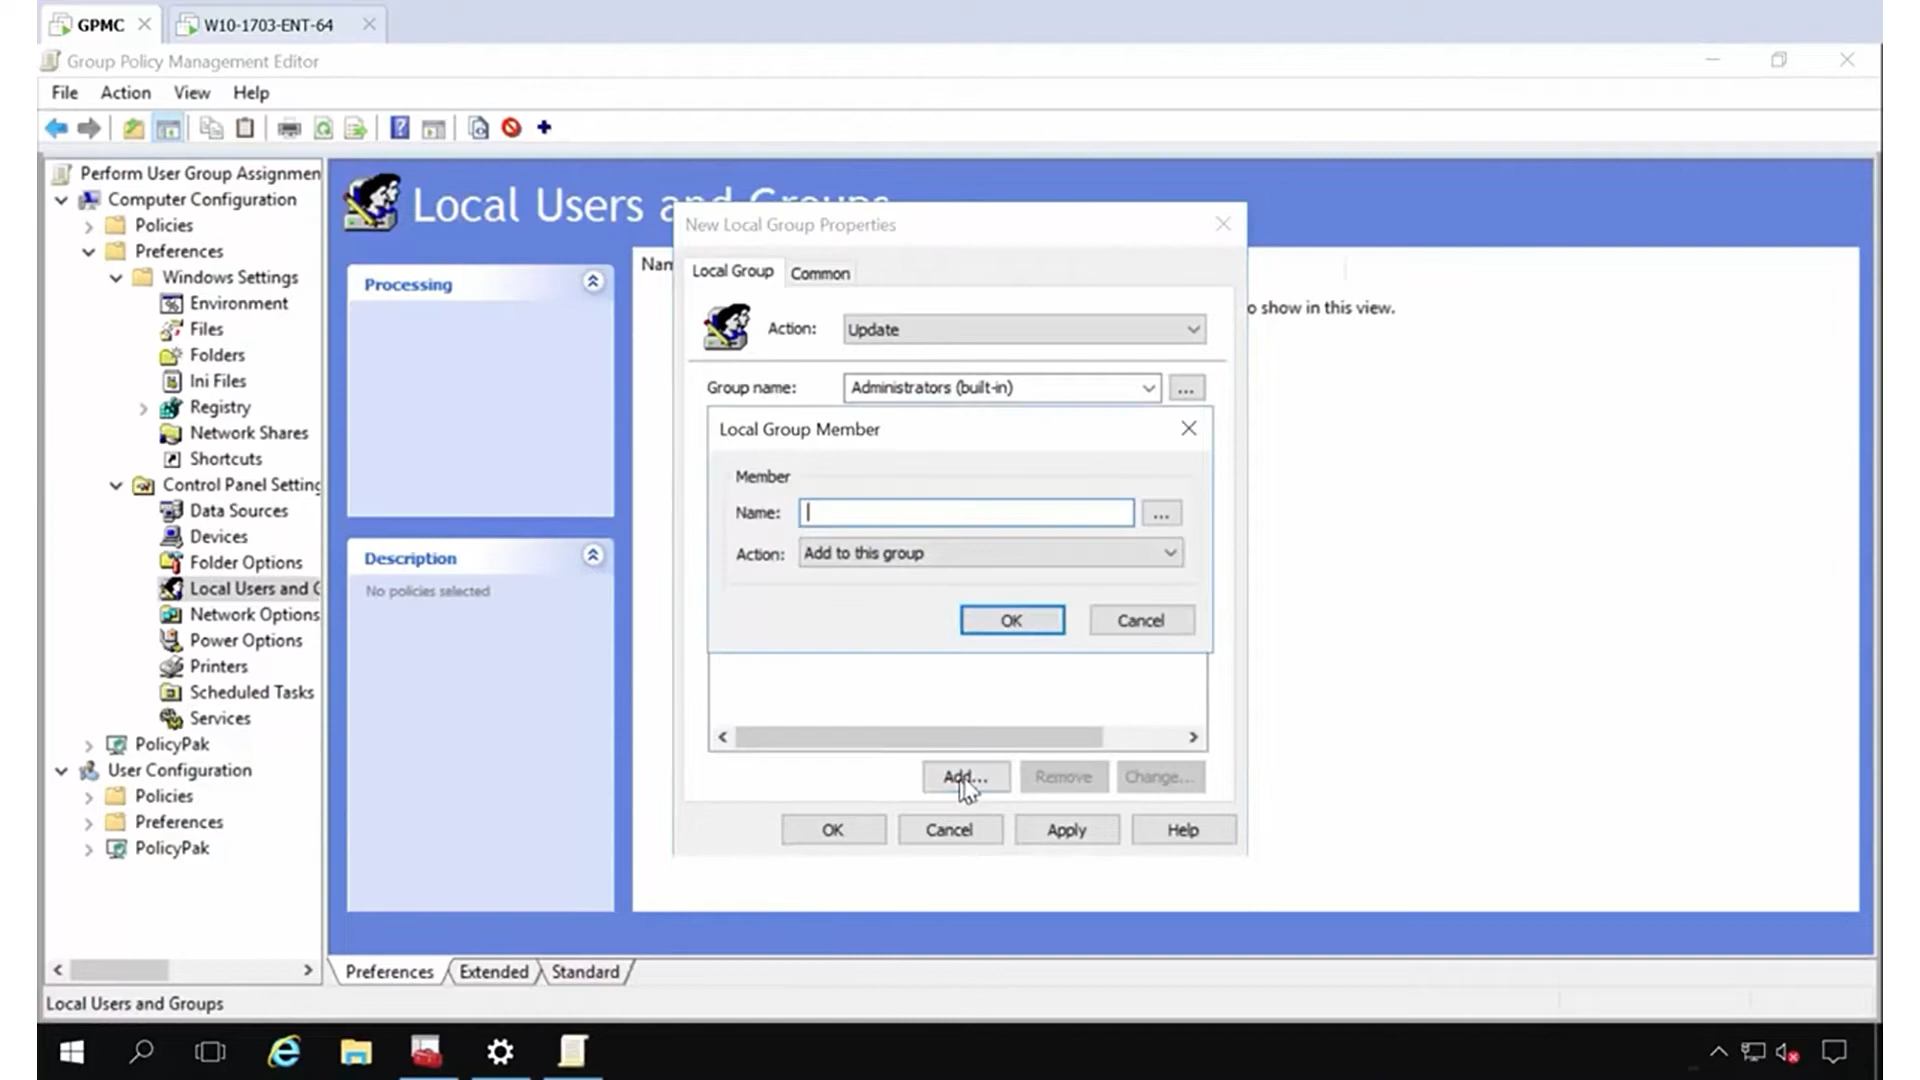 GPMC
W10-1703-ENT-64
Group Policy Management Editor
File Action View Help
Perform User Group Assignmen
Computer Configuration
Policies
Preferences
Windows Settings
Environment
Files
Folders
Ini Files
Registry
Network Shares
Shortcuts
Control Panel Setting
Data Sources
Devices
Folder Options
Local Users and G
Network Options
Power Options
Printers
Scheduled Tasks
Services
PolicyPak
User Configuration
Policies
Preferences
PolicyPak
Local Users and Groups
Processing
Description
No policies selected
Nam
o show in this view.
New Local Group Properties
Local Group Common
Action: Update
Group name: Administrators (built-in) ...
Local Group Member
Member
Name: ...
Action: Add to this group
OK Cancel
Add... Remove Change...
OK Cancel Apply Help
Preferences Extended Standard
Local Users and Groups